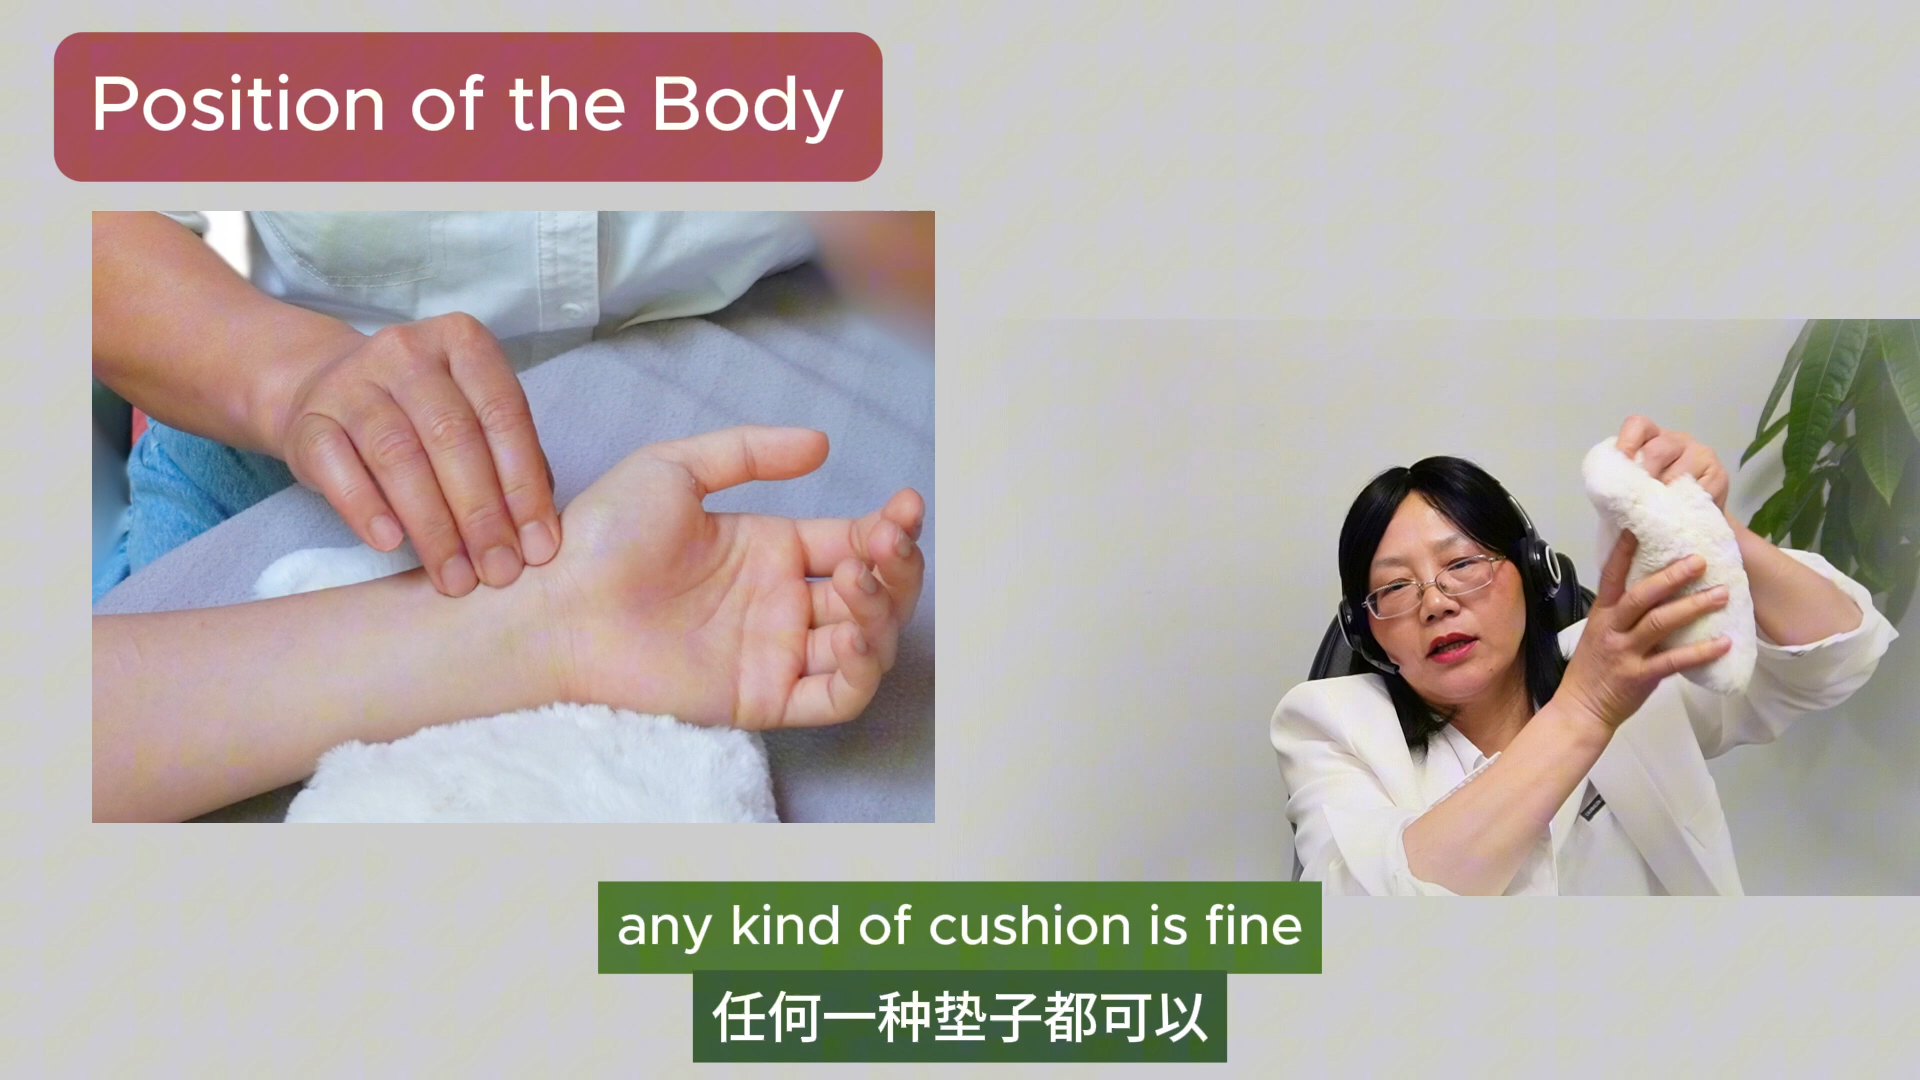 Position of the Body
any kind of cushion is fine
任何一种垫子都可以